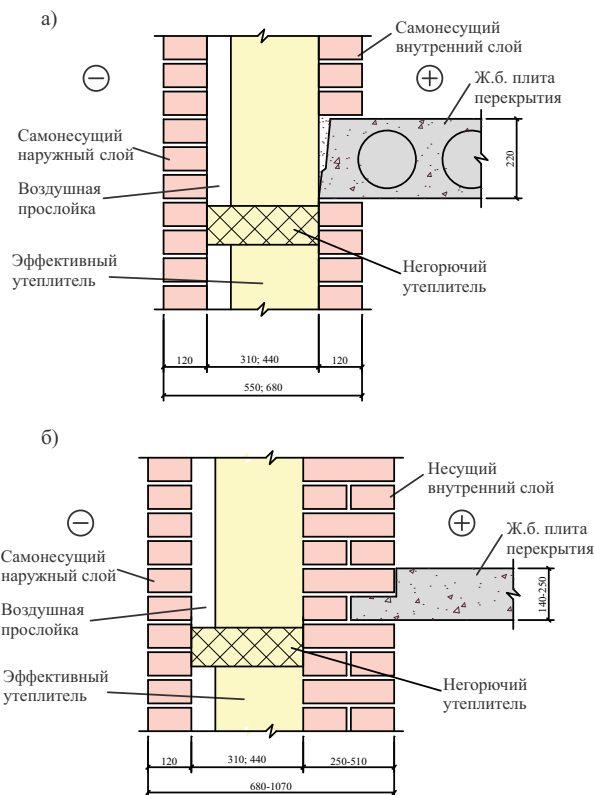 а)
Самонесущий
внутренний слой
Ж.б. плита
перекрытия
Самонесущий
наружный слой
Воздушная
прослойка
220
Эффективный
утеплитель
Негорючий
утеплитель
120
310; 440
120
550; 680
б)
Несущий
внутренний слой
Ж.б. плита
перекрытия
Самонесущий
наружный слой
Воздушная
прослойка
140-250
Эффективный
утеплитель
Негорючий
утеплитель
120
310; 440
250-510
680-1070